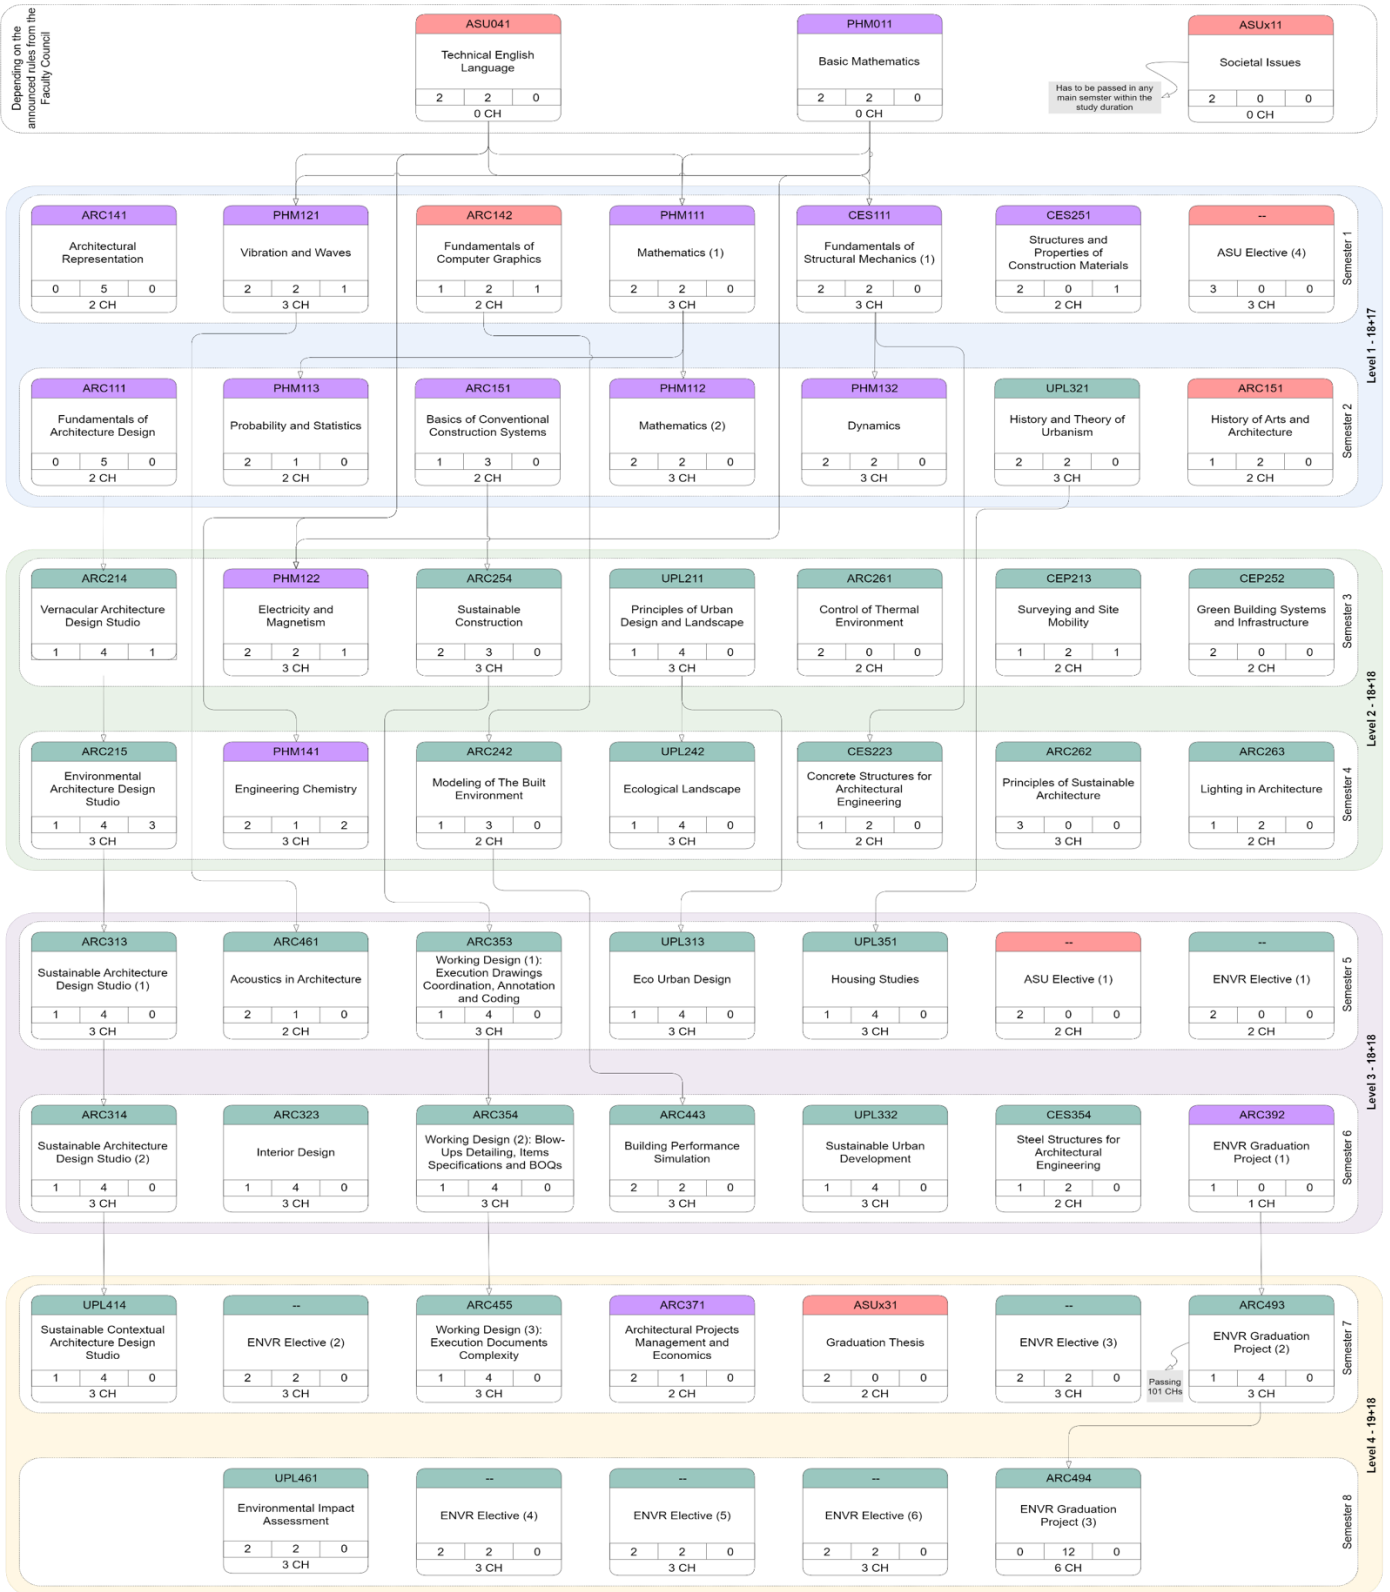 Depending on the
announced rules from the
Faculty Council
ASU041
Technical English
Language
2 2 0
0 CH
PHM011
Basic Mathematics
2 2 0
0 CH
ASUx11
Societal Issues
2 0 0
0 CH
Has to be passed in any
main semster within the
study duration
Level 1 - 18+17
Semester 1
ARC141
Architectural
Representation
0 5 0
2 CH
PHM121
Vibration and Waves
2 2 1
3 CH
ARC142
Fundamentals of
Computer Graphics
1 2 1
2 CH
PHM111
Mathematics (1)
2 2 0
3 CH
CES111
Fundamentals of
Structural Mechanics (1)
2 2 0
3 CH
CES251
Structures and
Properties of
Construction Materials
2 0 1
2 CH
--
ASU Elective (4)
3 0 0
3 CH
Semester 2
ARC111
Fundamentals of
Architecture Design
0 5 0
2 CH
PHM113
Probability and Statistics
2 1 0
2 CH
ARC151
Basics of Conventional
Construction Systems
1 3 0
2 CH
PHM112
Mathematics (2)
2 2 0
3 CH
PHM132
Dynamics
2 2 0
3 CH
UPL321
History and Theory of
Urbanism
2 2 0
3 CH
ARC151
History of Arts and
Architecture
1 2 0
2 CH
Level 2 - 18+18
Semester 3
ARC214
Vernacular Architecture
Design Studio
1 4 1
PHM122
Electricity and
Magnetism
2 2 1
3 CH
ARC254
Sustainable
Construction
2 3 0
3 CH
UPL211
Principles of Urban
Design and Landscape
1 4 0
3 CH
ARC261
Control of Thermal
Environment
2 0 0
2 CH
CEP213
Surveying and Site
Mobility
1 2 1
2 CH
CEP252
Green Building Systems
and Infrastructure
2 0 0
2 CH
Semester 4
ARC215
Environmental
Architecture Design
Studio
1 4 3
3 CH
PHM141
Engineering Chemistry
2 1 2
3 CH
ARC242
Modeling of The Built
Environment
1 3 0
2 CH
UPL242
Ecological Landscape
1 4 0
3 CH
CES223
Concrete Structures for
Architectural
Engineering
1 2 0
2 CH
ARC262
Principles of Sustainable
Architecture
3 0 0
3 CH
ARC263
Lighting in Architecture
1 2 0
2 CH
Level 3 - 18+18
Semester 5
ARC313
Sustainable Architecture
Design Studio (1)
1 4 0
3 CH
ARC461
Acoustics in Architecture
2 1 0
2 CH
ARC353
Working Design (1):
Execution Drawings
Coordination, Annotation
and Coding
1 4 0
3 CH
UPL313
Eco Urban Design
1 4 0
3 CH
UPL351
Housing Studies
1 4 0
3 CH
--
ASU Elective (1)
2 0 0
2 CH
--
ENVR Elective (1)
2 0 0
2 CH
Semester 6
ARC314
Sustainable Architecture
Design Studio (2)
1 4 0
3 CH
ARC323
Interior Design
1 4 0
3 CH
ARC354
Working Design (2): Blow-
Ups Detailing, Items
Specifications and BOQs
1 4 0
3 CH
ARC443
Building Performance
Simulation
2 2 0
3 CH
UPL332
Sustainable Urban
Development
1 4 0
3 CH
CES354
Steel Structures for
Architectural
Engineering
1 2 0
2 CH
ARC392
ENVR Graduation
Project (1)
1 0 0
1 CH
Level 4 - 19+18
Semester 7
UPL414
Sustainable Contextual
Architecture Design
Studio
1 4 0
3 CH
--
ENVR Elective (2)
2 2 0
3 CH
ARC455
Working Design (3):
Execution Documents
Complexity
1 4 0
3 CH
ARC371
Architectural Projects
Management and
Economics
2 1 0
2 CH
ASUx31
Graduation Thesis
2 0 0
2 CH
--
ENVR Elective (3)
2 2 0
3 CH
ARC493
ENVR Graduation
Project (2)
1 4 0
3 CH
Passing
101 CHs
Semester 8
UPL461
Environmental Impact
Assessment
2 2 0
3 CH
--
ENVR Elective (4)
2 2 0
3 CH
--
ENVR Elective (5)
2 2 0
3 CH
--
ENVR Elective (6)
2 2 0
3 CH
ARC494
ENVR Graduation
Project (3)
0 12 0
6 CH